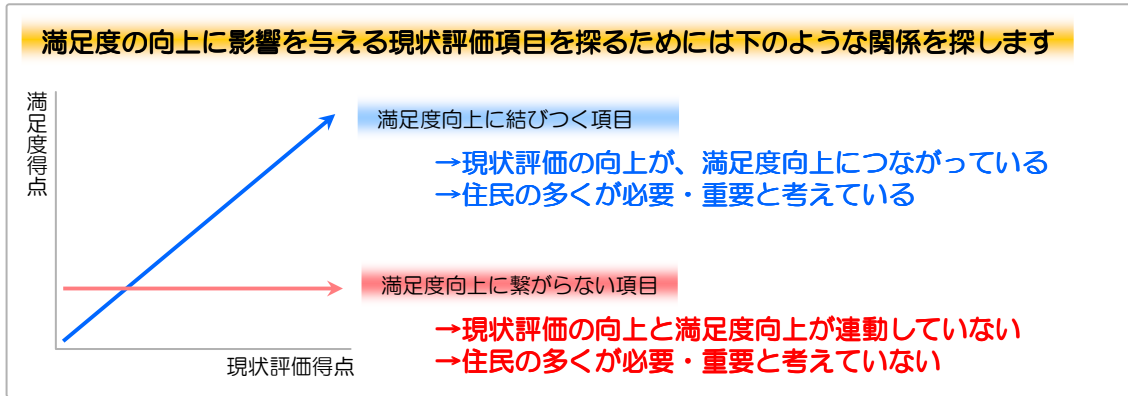 満足度の向上に影響を与える現状評価項目を探るためには下のような関係を探します
満足度得点
満足度向上に結びつく項目
→現状評価の向上が、満足度向上につながっている
→住民の多くが必要・重要と考えている
満足度向上に繋がらない項目
→現状評価の向上と満足度向上が連動していない
→住民の多くが必要・重要と考えていない
現状評価得点